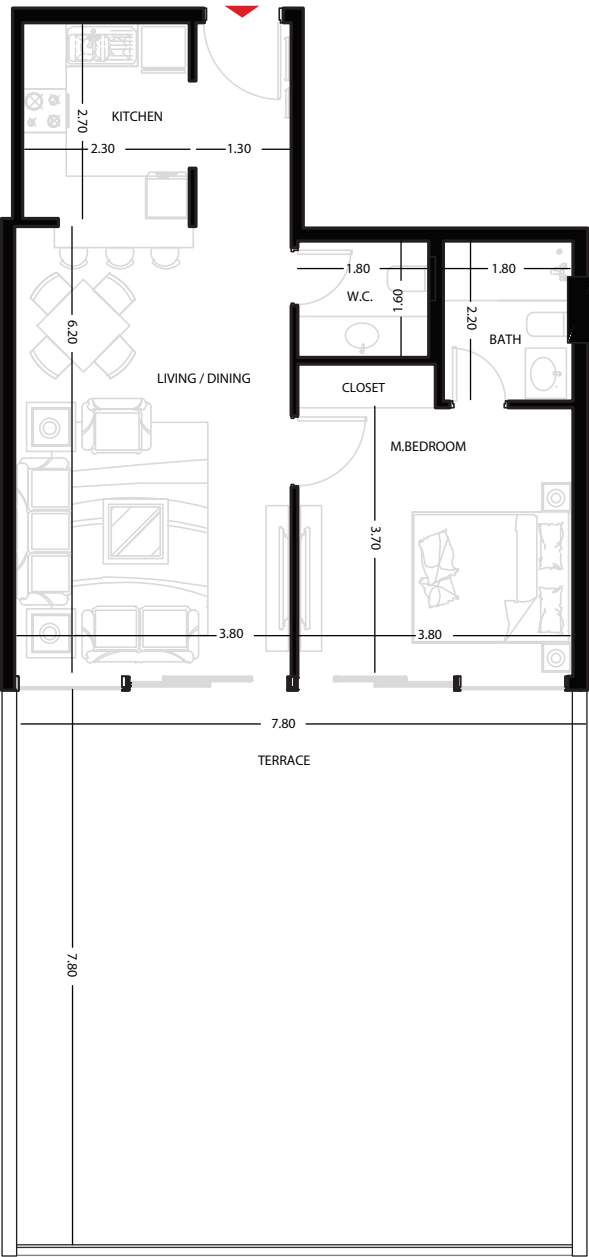 KITCHEN
2.70
2.30
1.30
1.80
1.80
W.C.
1.60
2.20
6.20
BATH
LIVING / DINING
CLOSET
M.BEDROOM
3.70
3.80
3.80
7.80
TERRACE
7.80